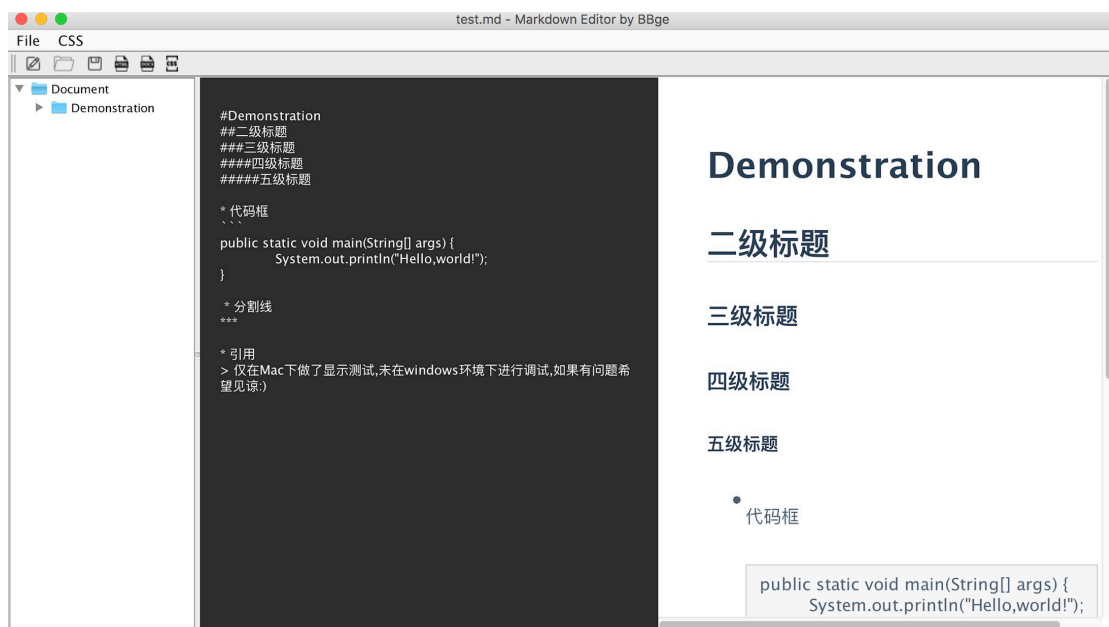 test.md - Markdown Editor by BBge
File CSS
Document
Demonstration
#Demonstration
##二级标题
###三级标题
####四级标题
#####五级标题
* 代码框
```
public static void main(String[] args) {
System.out.println("Hello,world!");
}
* 分割线
***
* 引用
> 仅在Mac下做了显示测试,未在windows环境下进行调试,如果有问题希
望见谅:)
Demonstration
二级标题
三级标题
四级标题
五级标题
代码框
public static void main(String[] args) {
System.out.println("Hello,world!");